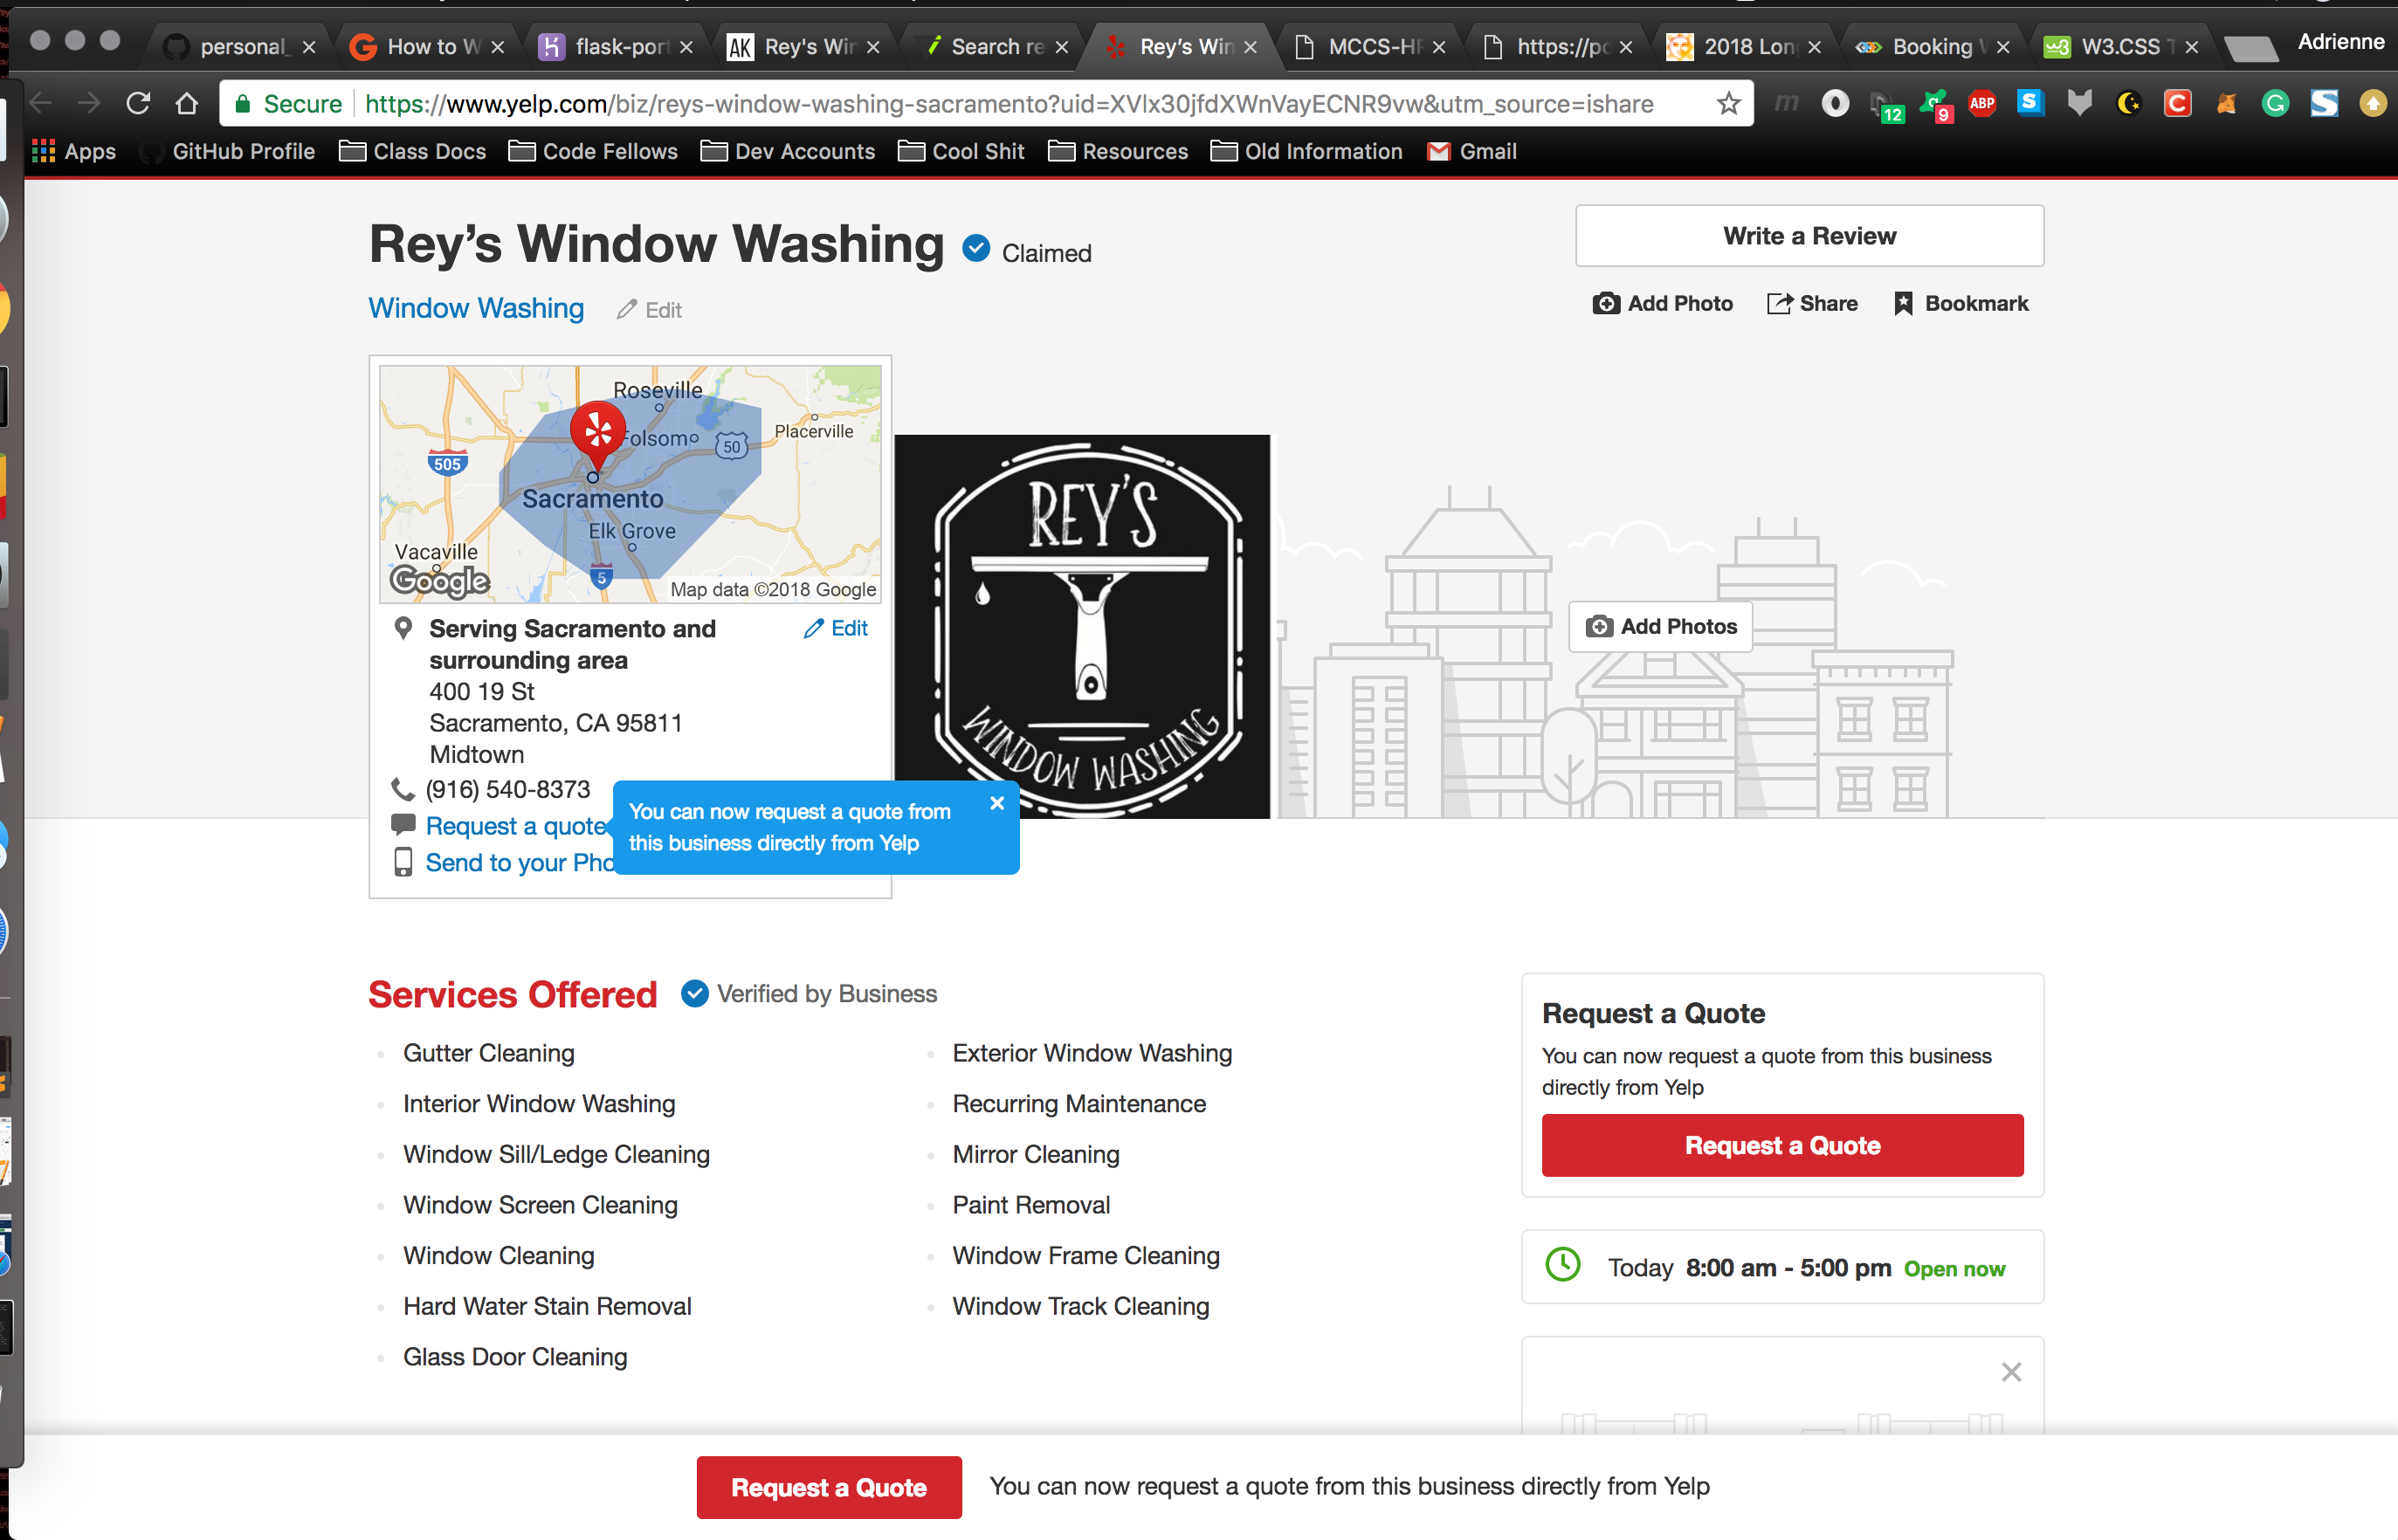 personal_
How to W
flask-port
AK
Rey's Win
Search re
Rey's Win
MCCS-HR
https://po
2018 Long
Booking W
W3.CSS T
Adrienne
Secure https://www.yelp.com/biz/reys-window-washing-sacramento?uid=XVlx30jfdXWnVayECNR9vw&utm_source=ishare
12
9
ABP
Apps
GitHub Profile
Class Docs
Code Fellows
Dev Accounts
Cool Shit
Resources
Old Information
Gmail
Rey's Window Washing
Claimed
Write a Review
Window Washing
Edit
Add Photo
Share
Bookmark
Roseville
Folsom
50
Placerville
505
Sacramento
Elk Grove
Vacaville
5
Google
Map data ©2018 Google
REY'S
WINDOW WASHING
Add Photos
Serving Sacramento and
surrounding area
Edit
400 19 St
Sacramento, CA 95811
Midtown
(916) 540-8373
Request a quote
Send to your Pho
You can now request a quote from
this business directly from Yelp
Services Offered
Verified by Business
Gutter Cleaning
Interior Window Washing
Window Sill/Ledge Cleaning
Window Screen Cleaning
Window Cleaning
Hard Water Stain Removal
Glass Door Cleaning
Exterior Window Washing
Recurring Maintenance
Mirror Cleaning
Paint Removal
Window Frame Cleaning
Window Track Cleaning
Request a Quote
You can now request a quote from this business
directly from Yelp
Request a Quote
Today 8:00 am - 5:00 pm Open now
Request a Quote
You can now request a quote from this business directly from Yelp